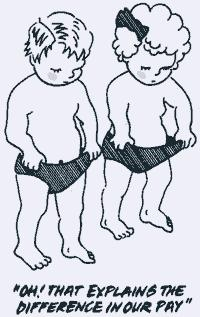 "OH! THAT EXPLAINS THE
DIFFERENCE IN OUR PAY"